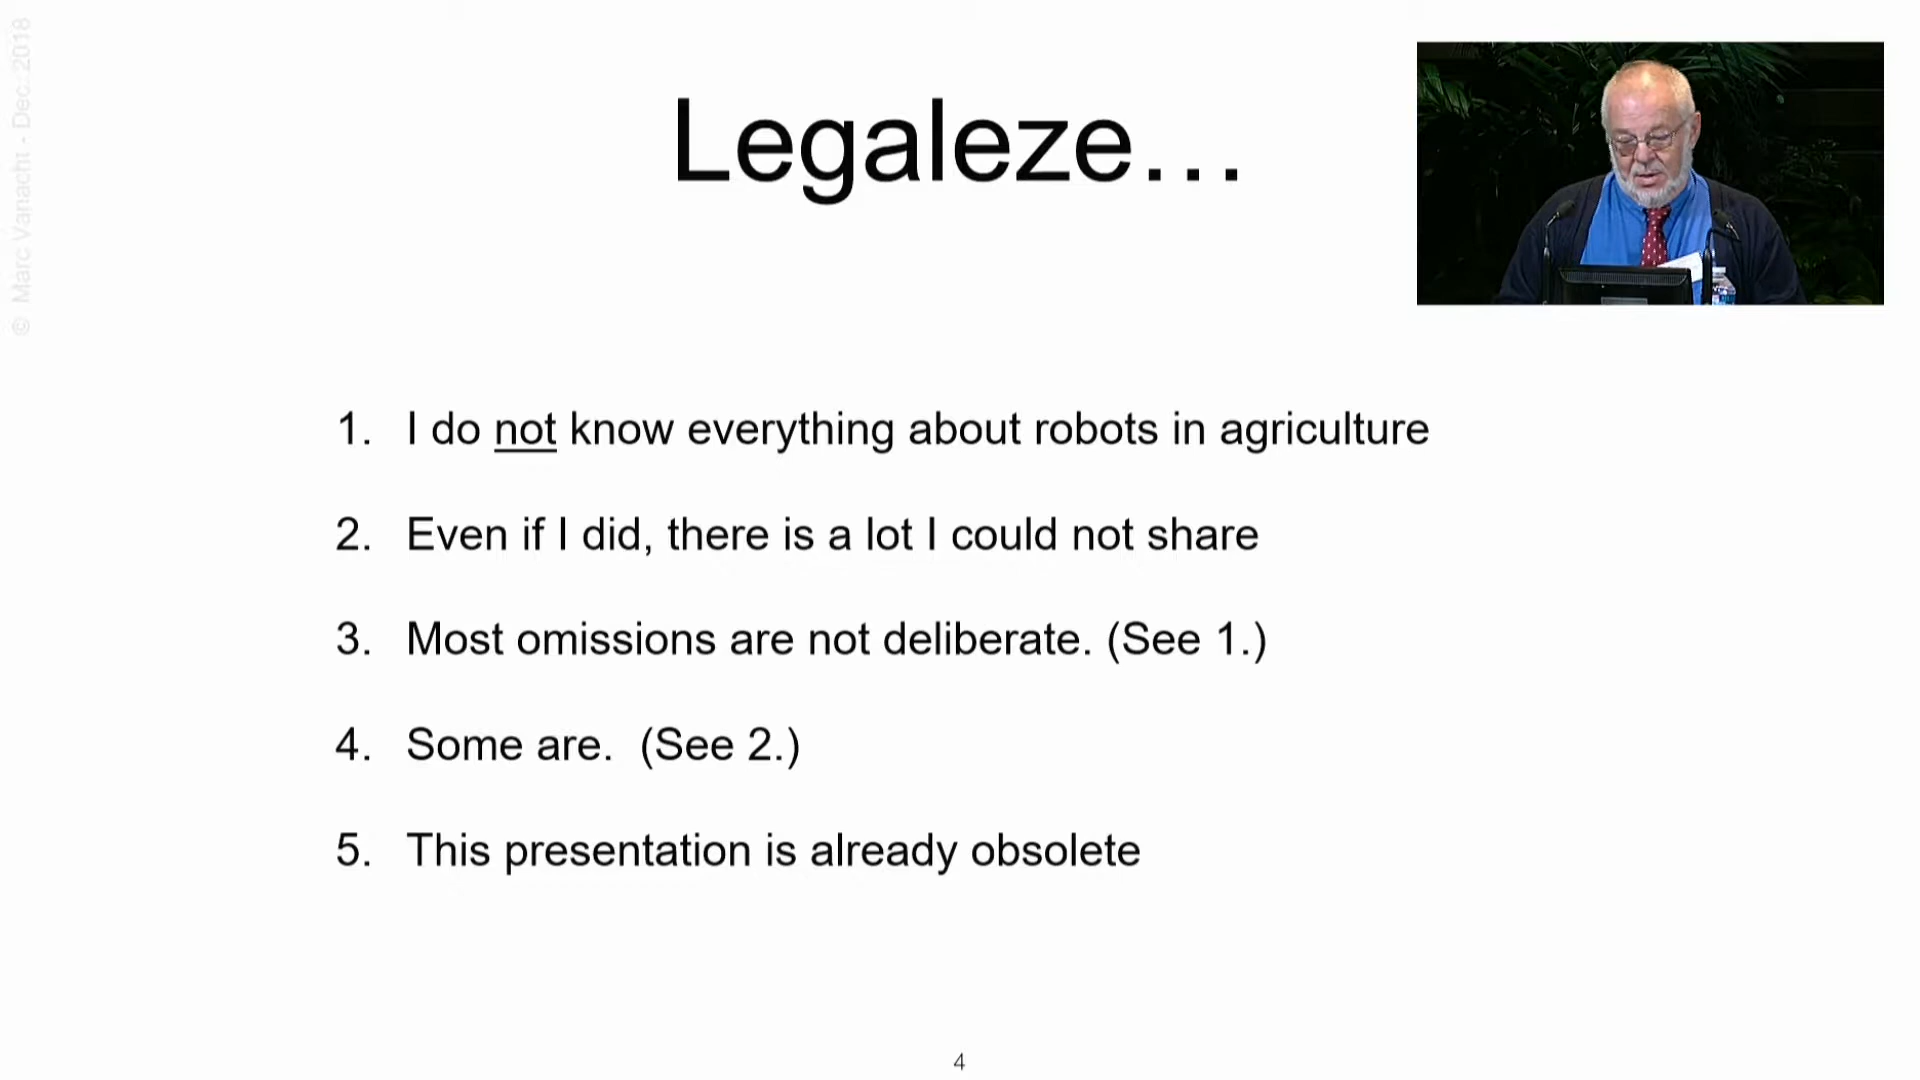 © Marc Vanacht - Dec.2018
Legaleze…
1. I do not know everything about robots in agriculture
2. Even if I did, there is a lot I could not share
3. Most omissions are not deliberate. (See 1.)
4. Some are.  (See 2.)
5. This presentation is already obsolete
4